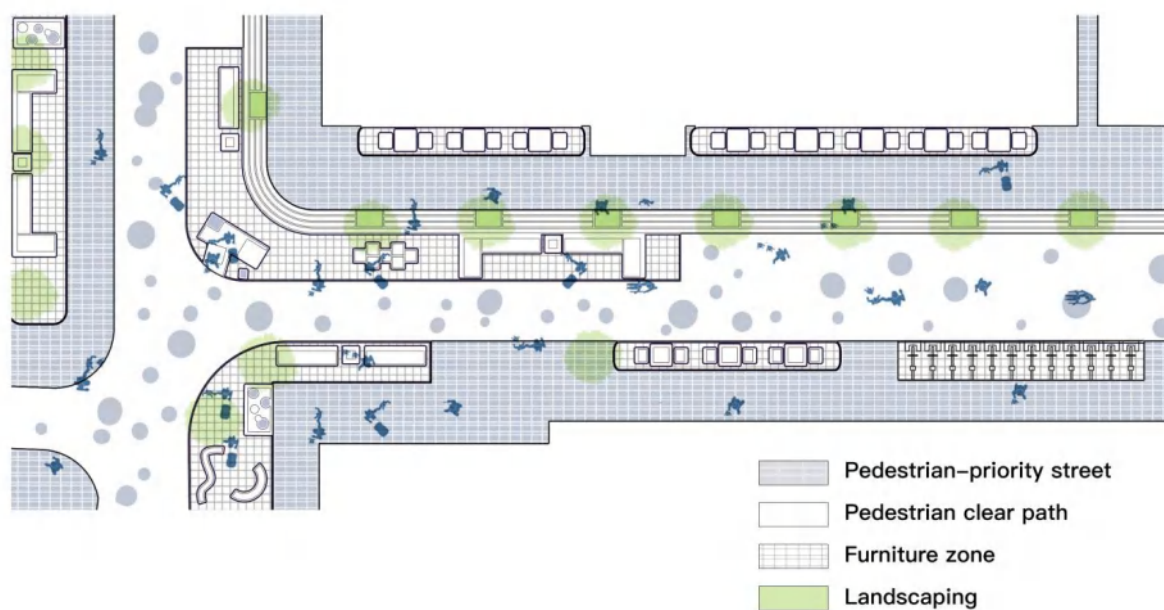 Pedestrian-priority street
Pedestrian clear path
Furniture zone
Landscaping